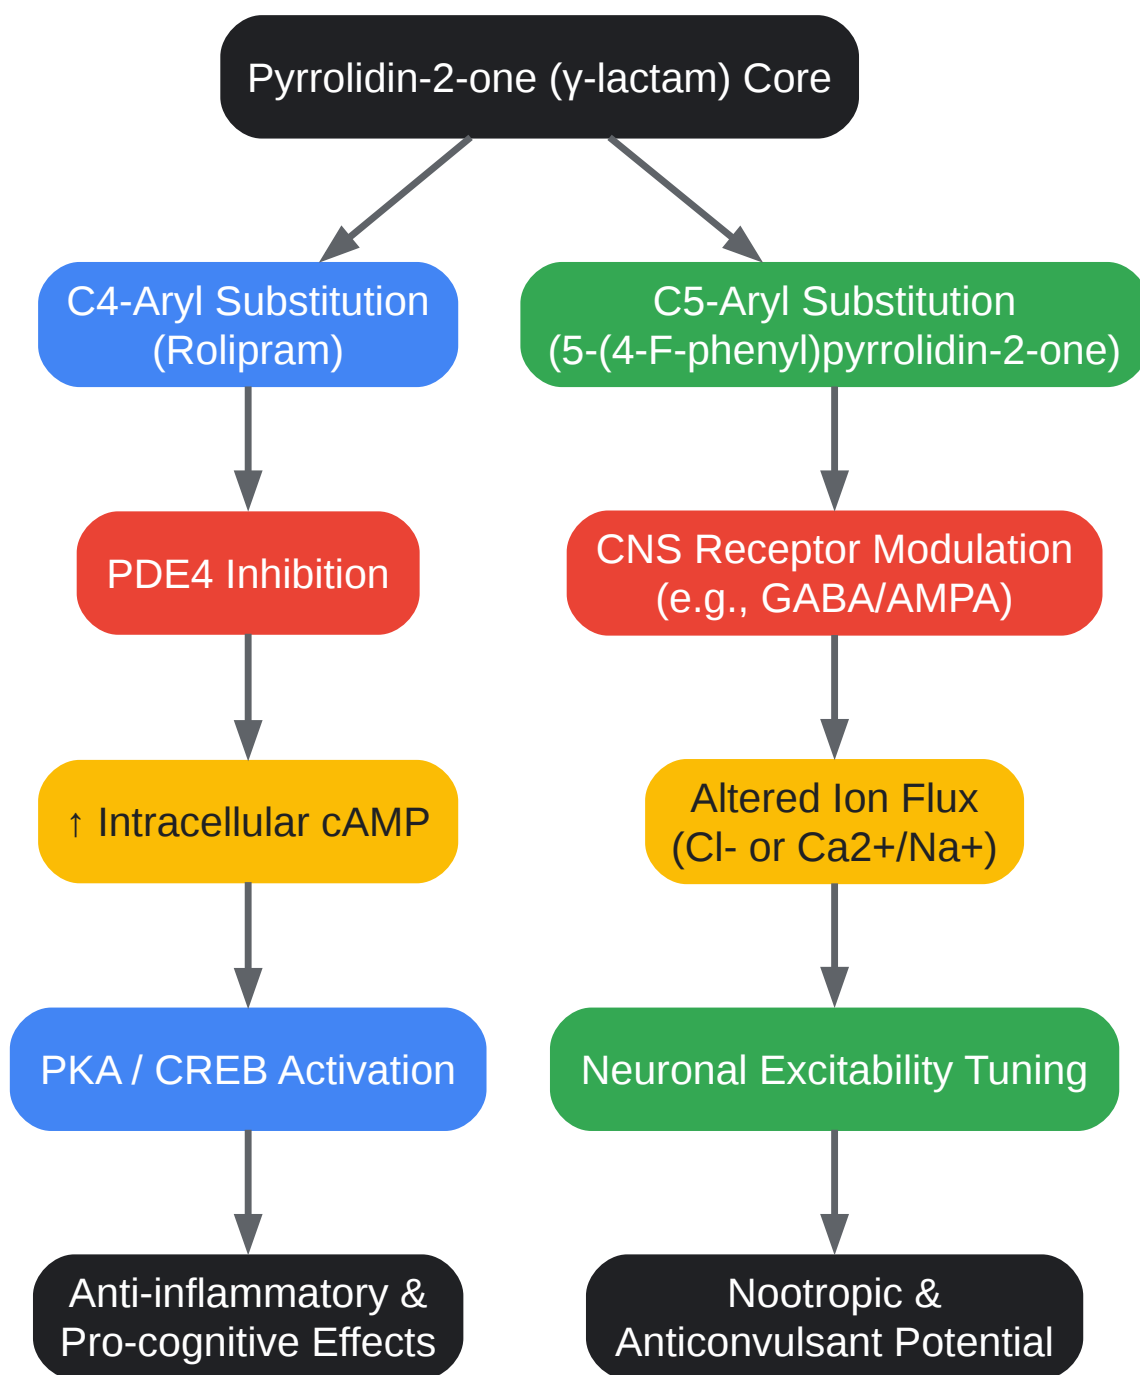 Pyrrolidin-2-one (γ-lactam) Core
C4-Aryl Substitution
(Rolipram)
C5-Aryl Substitution
(5-(4-F-phenyl)pyrrolidin-2-one)
PDE4 Inhibition
CNS Receptor Modulation
(e.g., GABA/AMPA)
↑ Intracellular cAMP
Altered Ion Flux
(Cl- or Ca2+/Na+)
PKA / CREB Activation
Neuronal Excitability Tuning
Anti-inflammatory &
Pro-cognitive Effects
Nootropic &
Anticonvulsant Potential